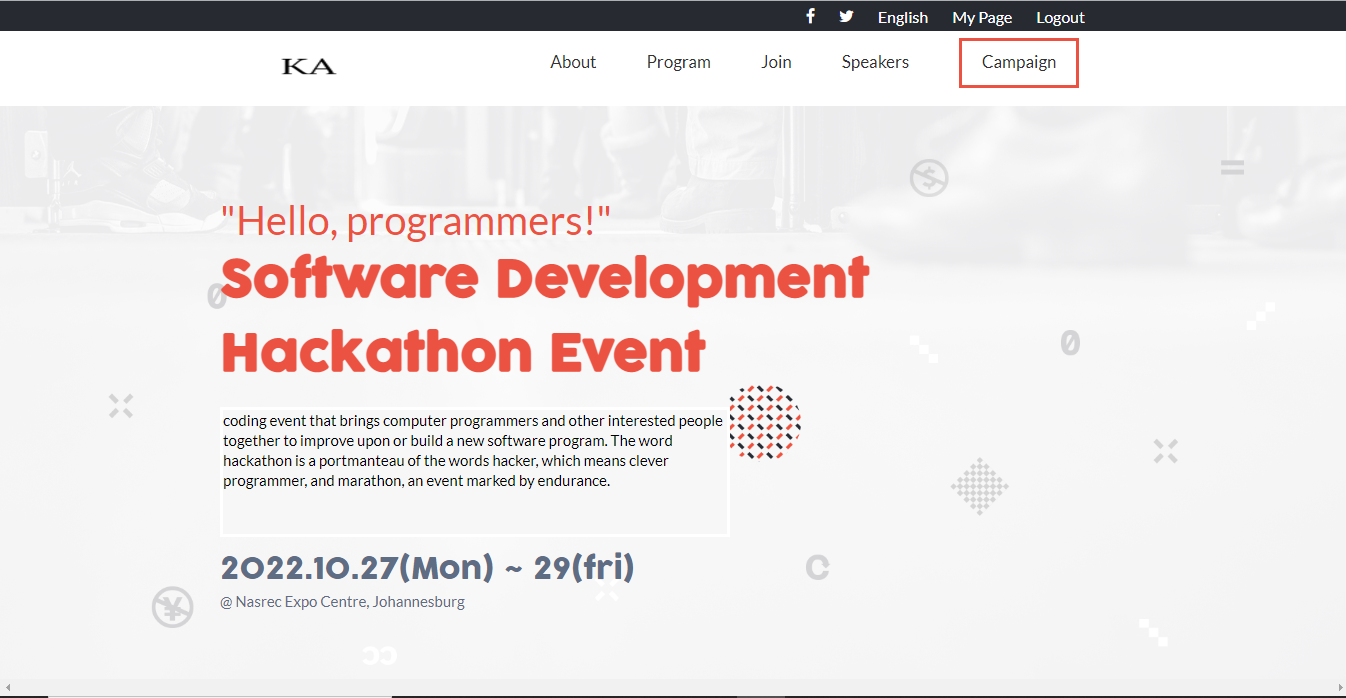 English My Page Logout
KA About Program Join Speakers Campaign
"Hello, programmers!"
Software Development
Hackathon Event
coding event that brings computer programmers and other interested people
together to improve upon or build a new software program. The word
hackathon is a portmanteau of the words hacker, which means clever
programmer, and marathon, an event marked by endurance.
2022.10.27(Mon) ~ 29(fri)
@ Nasrec Expo Centre, Johannesburg